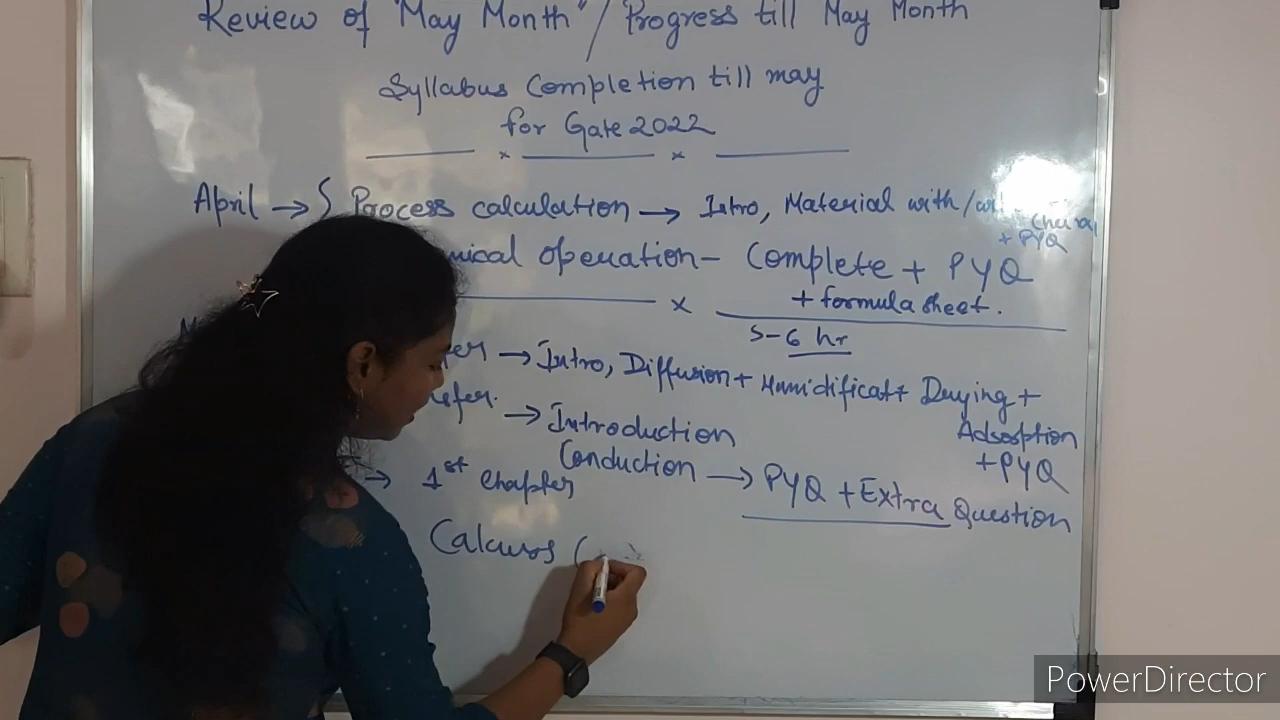 Review of "May Month" / Progress till May Month
Syllabus Completion till may
for Gate 2022
April → Process calculation → Intro, Material with/
+ PYQ
operation - Complete + PYQ
+ formula sheet.
5-6 hr
→ Intro, Diffusion + Humidificat + Drying +
Adsorption
+ PYQ
→ Introduction
Conduction → PYQ + Extra Question
→ 1st Chapter
Calculus (
PowerDirector